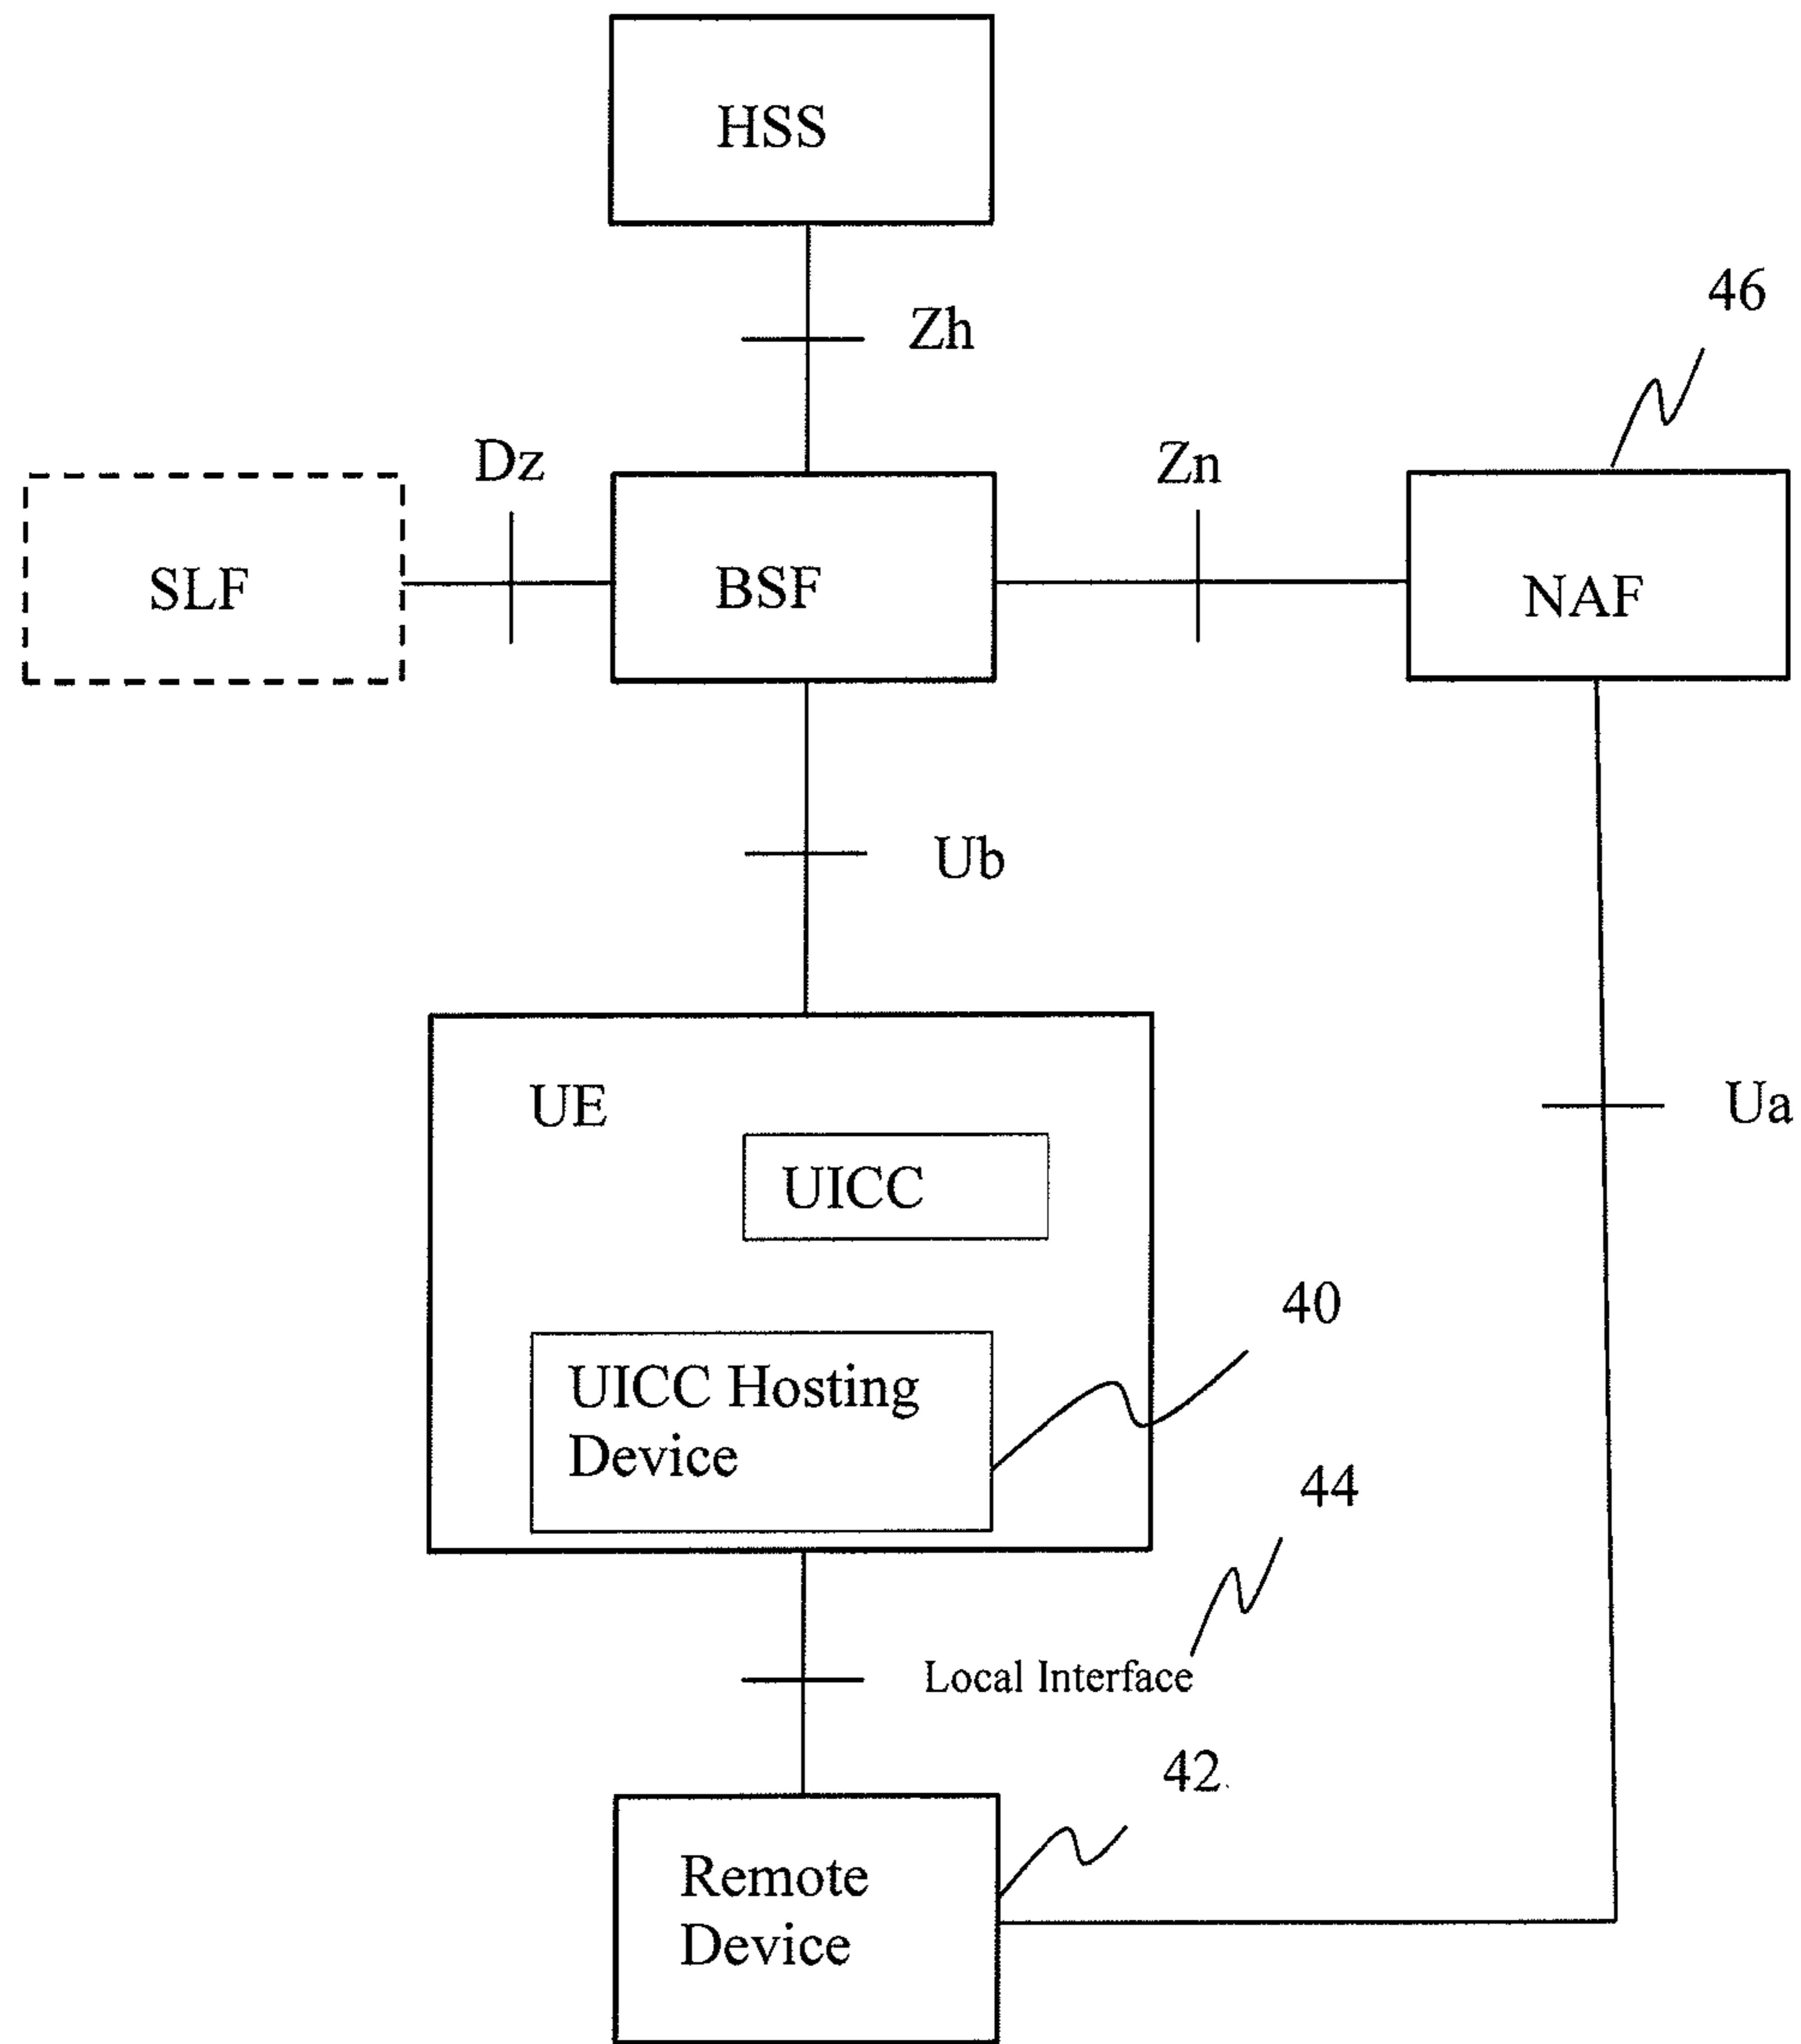 HSS
Zh
46
Dz
Zn
SLF
BSF
NAF
Ub
UE
Ua
UICC
40
UICC Hosting
Device
44
Local Interface
42
Remote
Device